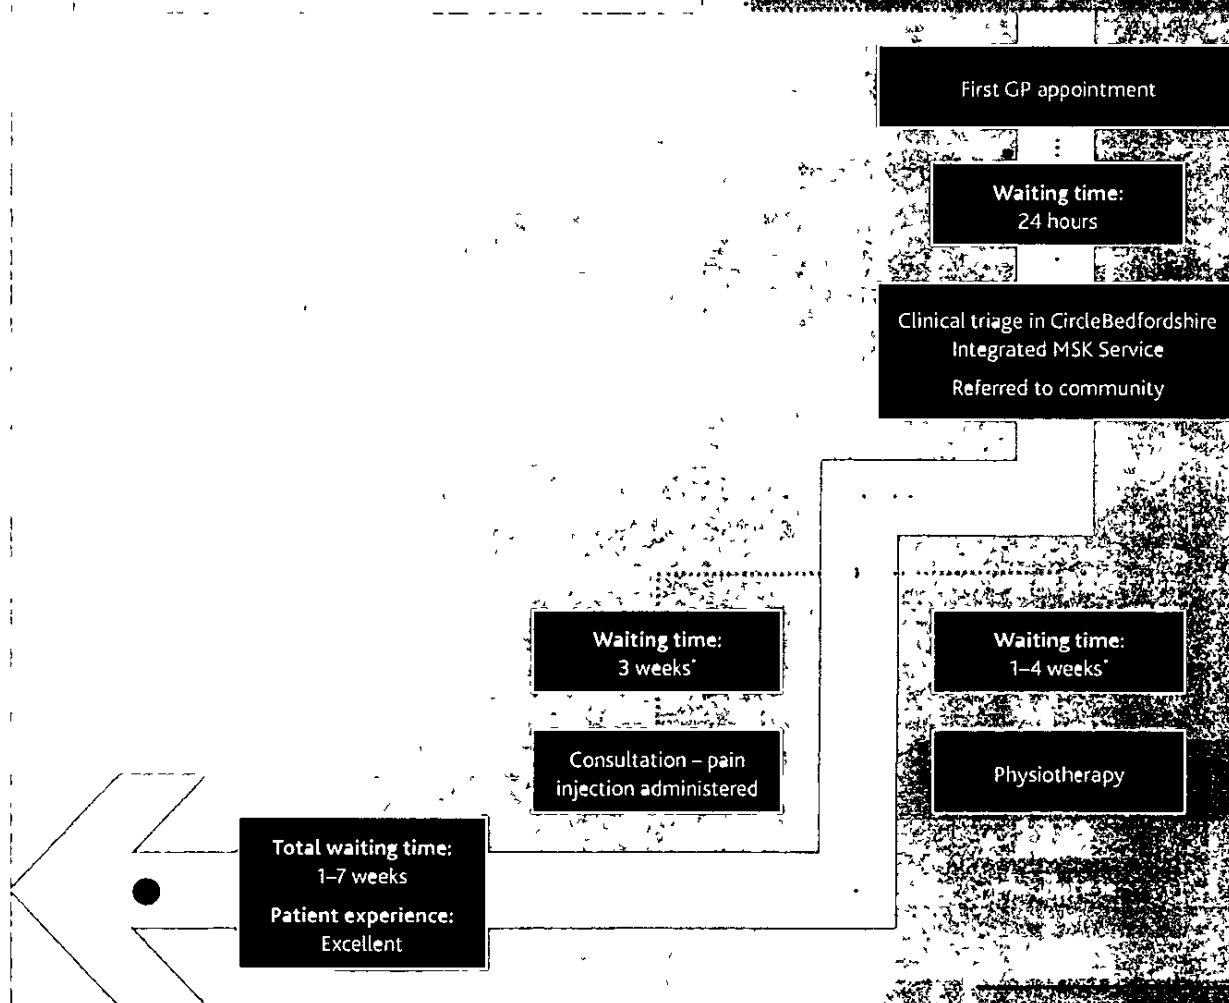 First GP appointment
Waiting time:
24 hours
Clinical triage in CircleBedfordshire
Integrated MSK Service
Referred to community
Waiting time:
3 weeks*
Waiting time:
1–4 weeks*
Consultation – pain
injection administered
Physiotherapy
Total waiting time:
1–7 weeks
Patient experience:
Excellent